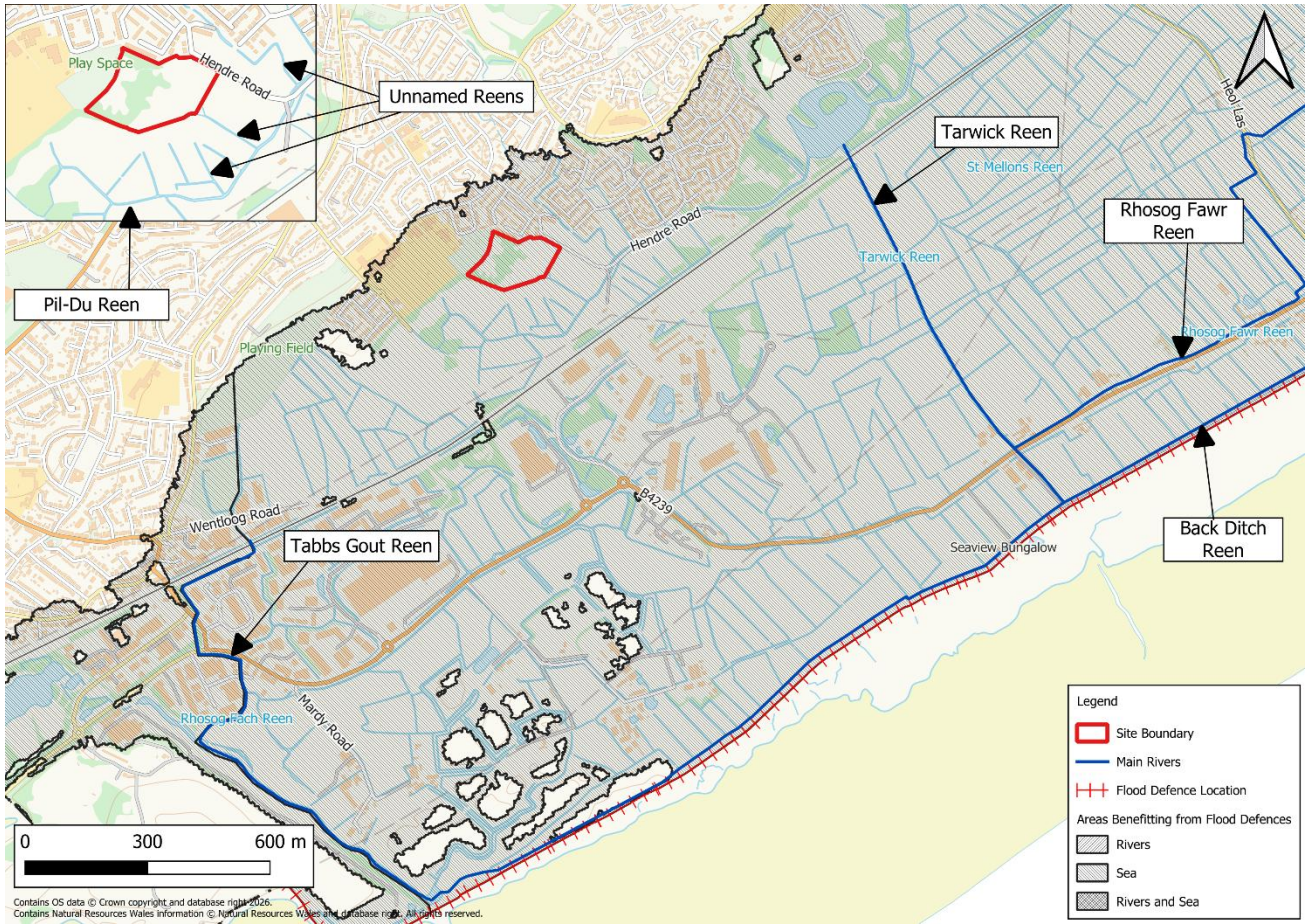 Play Space
Hendre Road
Unnamed Reens
Pil-Du Reen
Heol Las
Tarwick Reen
St Mellons Reen
Rhosog Fawr
Reen
Hendre Road
Tarwick Reen
Rhosog Fawr Reen
Playing Field
B4239
Wentloog Road
Tabbs Gout Reen
Seaview Bungalow
Back Ditch
Reen
Rhosog Fach Reen
Mardy Road
0 300 600 m
Legend
Site Boundary
Main Rivers
Flood Defence Location
Areas Benefitting from Flood Defences
Rivers
Sea
Rivers and Sea
Contains OS data © Crown copyright and database right 2026.
Contains Natural Resources Wales information © Natural Resources Wales and database right. All rights reserved.